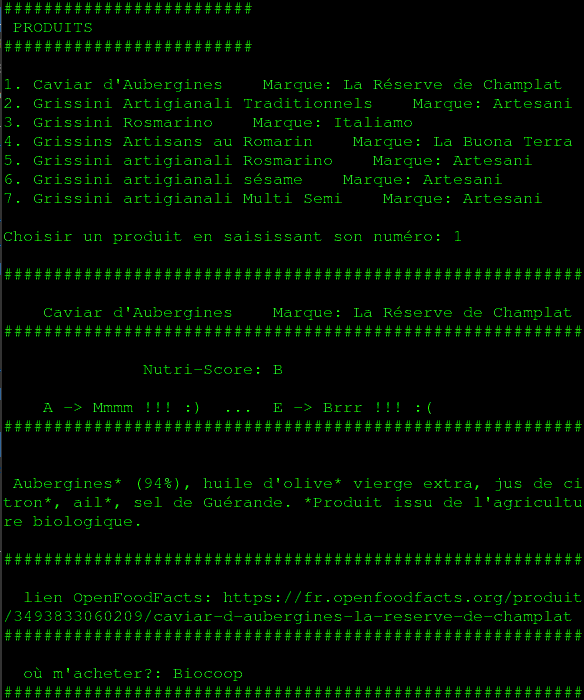 #########################
PRODUITS
#########################
1. Caviar d'Aubergines    Marque: La Réserve de Champlat
2. Grissini Artigianali Traditionnels    Marque: Artesani
3. Grissini Rosmarino    Marque: Italiamo
4. Grissins Artisans au Romarin    Marque: La Buona Terra
5. Grissini artigianali Rosmarino    Marque: Artesani
6. Grissini artigianali sésame    Marque: Artesani
7. Grissini artigianali Multi Semi    Marque: Artesani
Choisir un produit en saisissant son numéro: 1
##########################################################
Caviar d'Aubergines    Marque: La Réserve de Champlat
##########################################################
Nutri-Score: B
A -> Mmmm !!! :)  ...  E -> Brrr !!! :(
##########################################################
Aubergines* (94%), huile d'olive* vierge extra, jus de ci
tron*, ail*, sel de Guérande. *Produit issu de l'agricultu
re biologique.
##########################################################
lien OpenFoodFacts: https://fr.openfoodfacts.org/produit
/3493833060209/caviar-d-aubergines-la-reserve-de-champlat
##########################################################
où m'acheter?: Biocoop
##########################################################